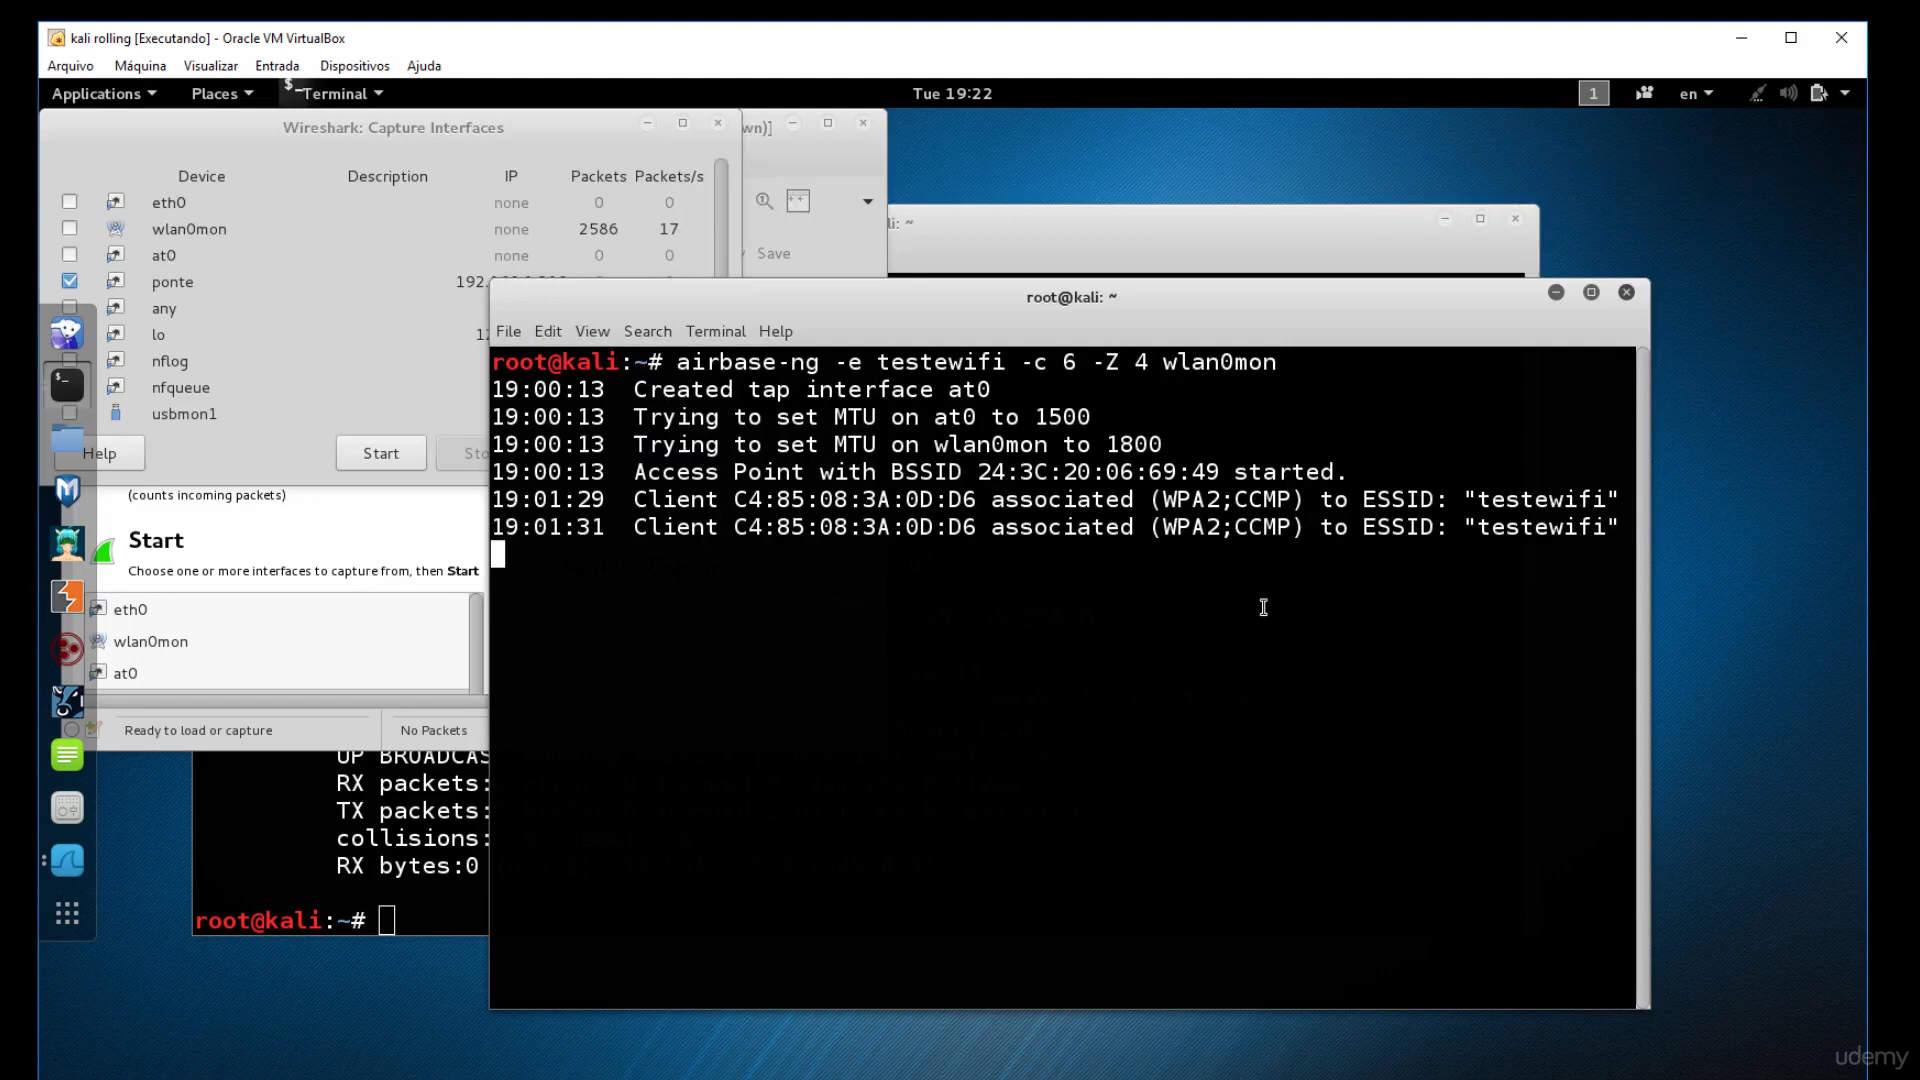 kali rolling [Executando] - Oracle VM VirtualBox
Arquivo Máquina Visualizar Entrada Dispositivos Ajuda
Applications Places Terminal Tue 19:22 1 en
Wireshark: Capture Interfaces
wn)]
Device Description IP Packets Packets/s
eth0 none 0 0
wlan0mon none 2586 17
at0 none 0 0
Save
ponte 192.
any
lo
nflog
nfqueue
usbmon1
Help Start
(counts incoming packets)
Start
Choose one or more interfaces to capture from, then Start
eth0
wlan0mon
at0
Ready to load or capture No Packets
UP BROADCAS
RX packets:
TX packets:
collisions:
RX bytes:0
root@kali:~#
li: ~
root@kali: ~
File Edit View Search Terminal Help
root@kali:~# airbase-ng -e testewifi -c 6 -Z 4 wlan0mon
19:00:13 Created tap interface at0
19:00:13 Trying to set MTU on at0 to 1500
19:00:13 Trying to set MTU on wlan0mon to 1800
19:00:13 Access Point with BSSID 24:3C:20:06:69:49 started.
19:01:29 Client C4:85:08:3A:0D:D6 associated (WPA2;CCMP) to ESSID: "testewifi"
19:01:31 Client C4:85:08:3A:0D:D6 associated (WPA2;CCMP) to ESSID: "testewifi"
udemy